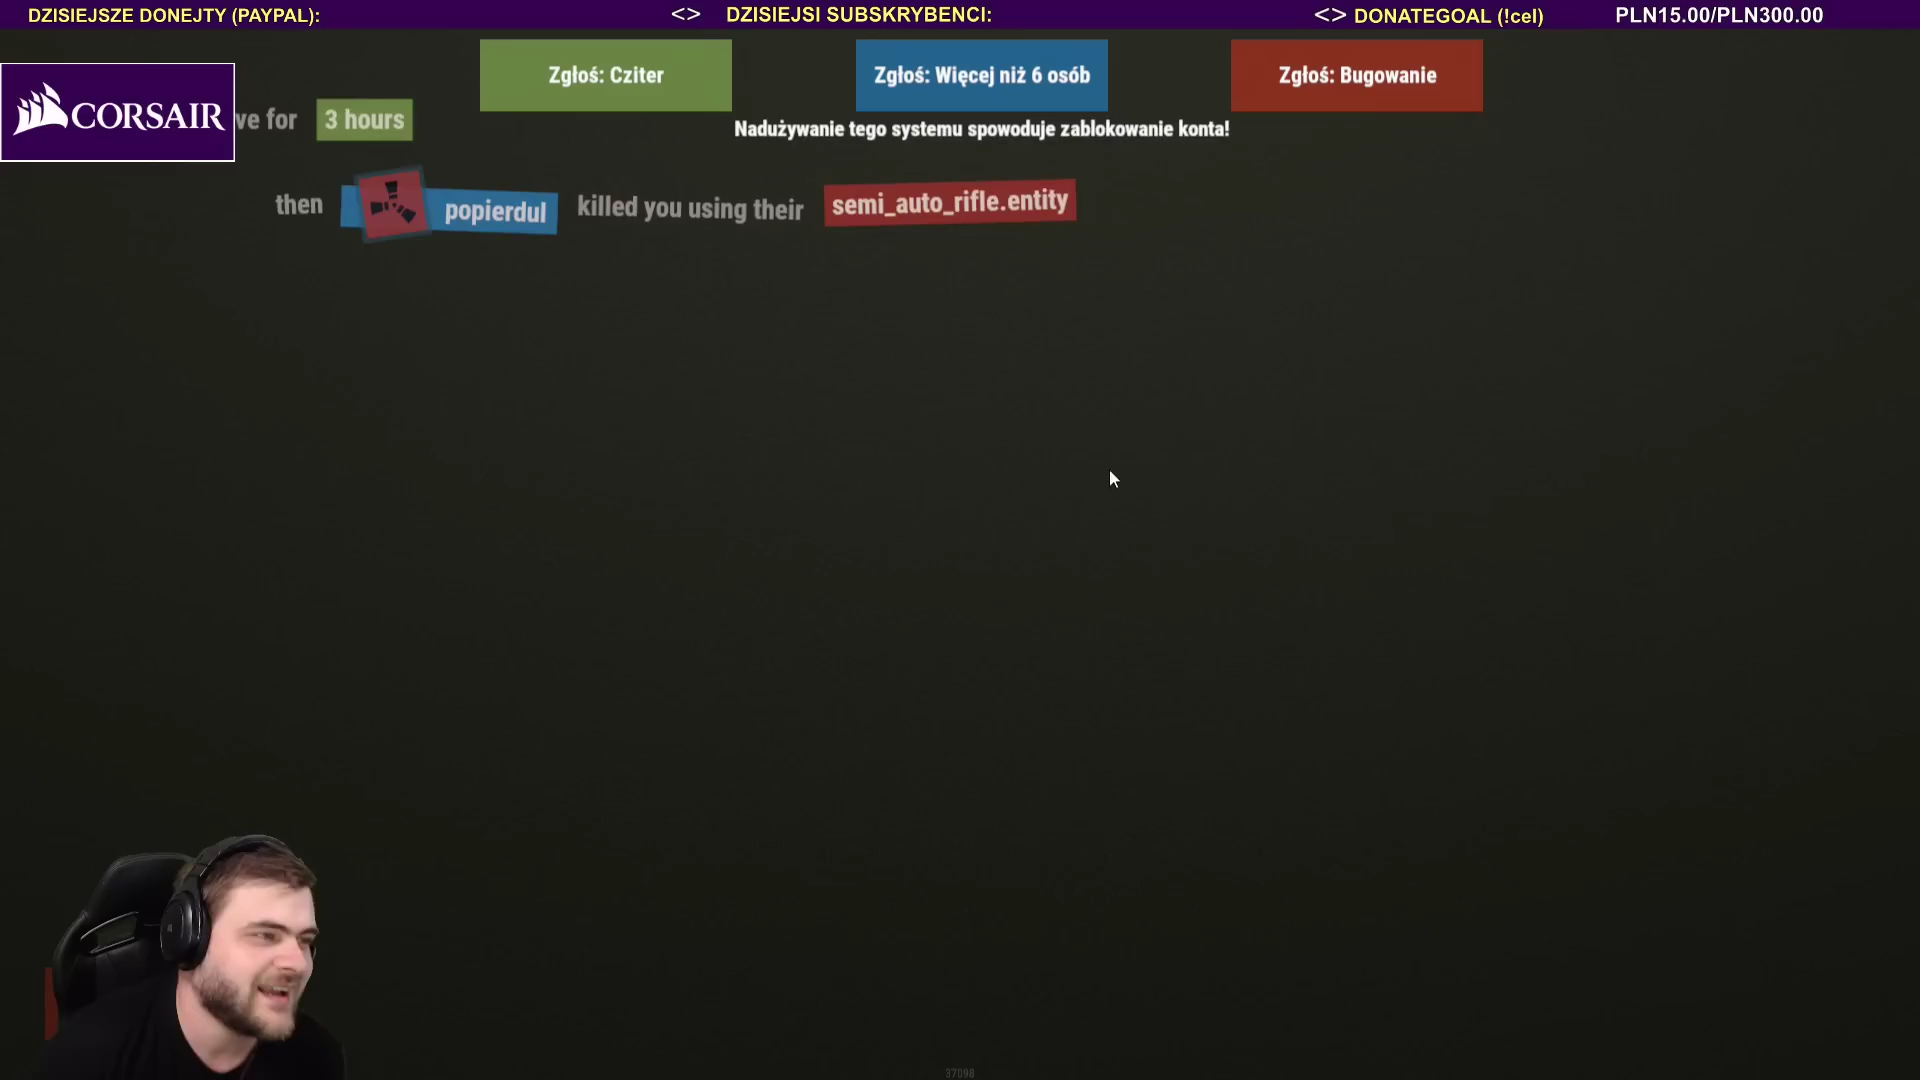 DZISIEJSZE DONEJTY (PAYPAL): <> DZISIEJSI SUBSKRYBENCI: <> DONATEGOAL (!cel) PLN15.00/PLN300.00
Zgłoś: Cziter Zgłoś: Więcej niż 6 osób Zgłoś: Bugowanie
CORSAIR ve for 3 hours
Nadużywanie tego systemu spowoduje zablokowanie konta!
then popierdul killed you using their semi_auto_rifle.entity
37098